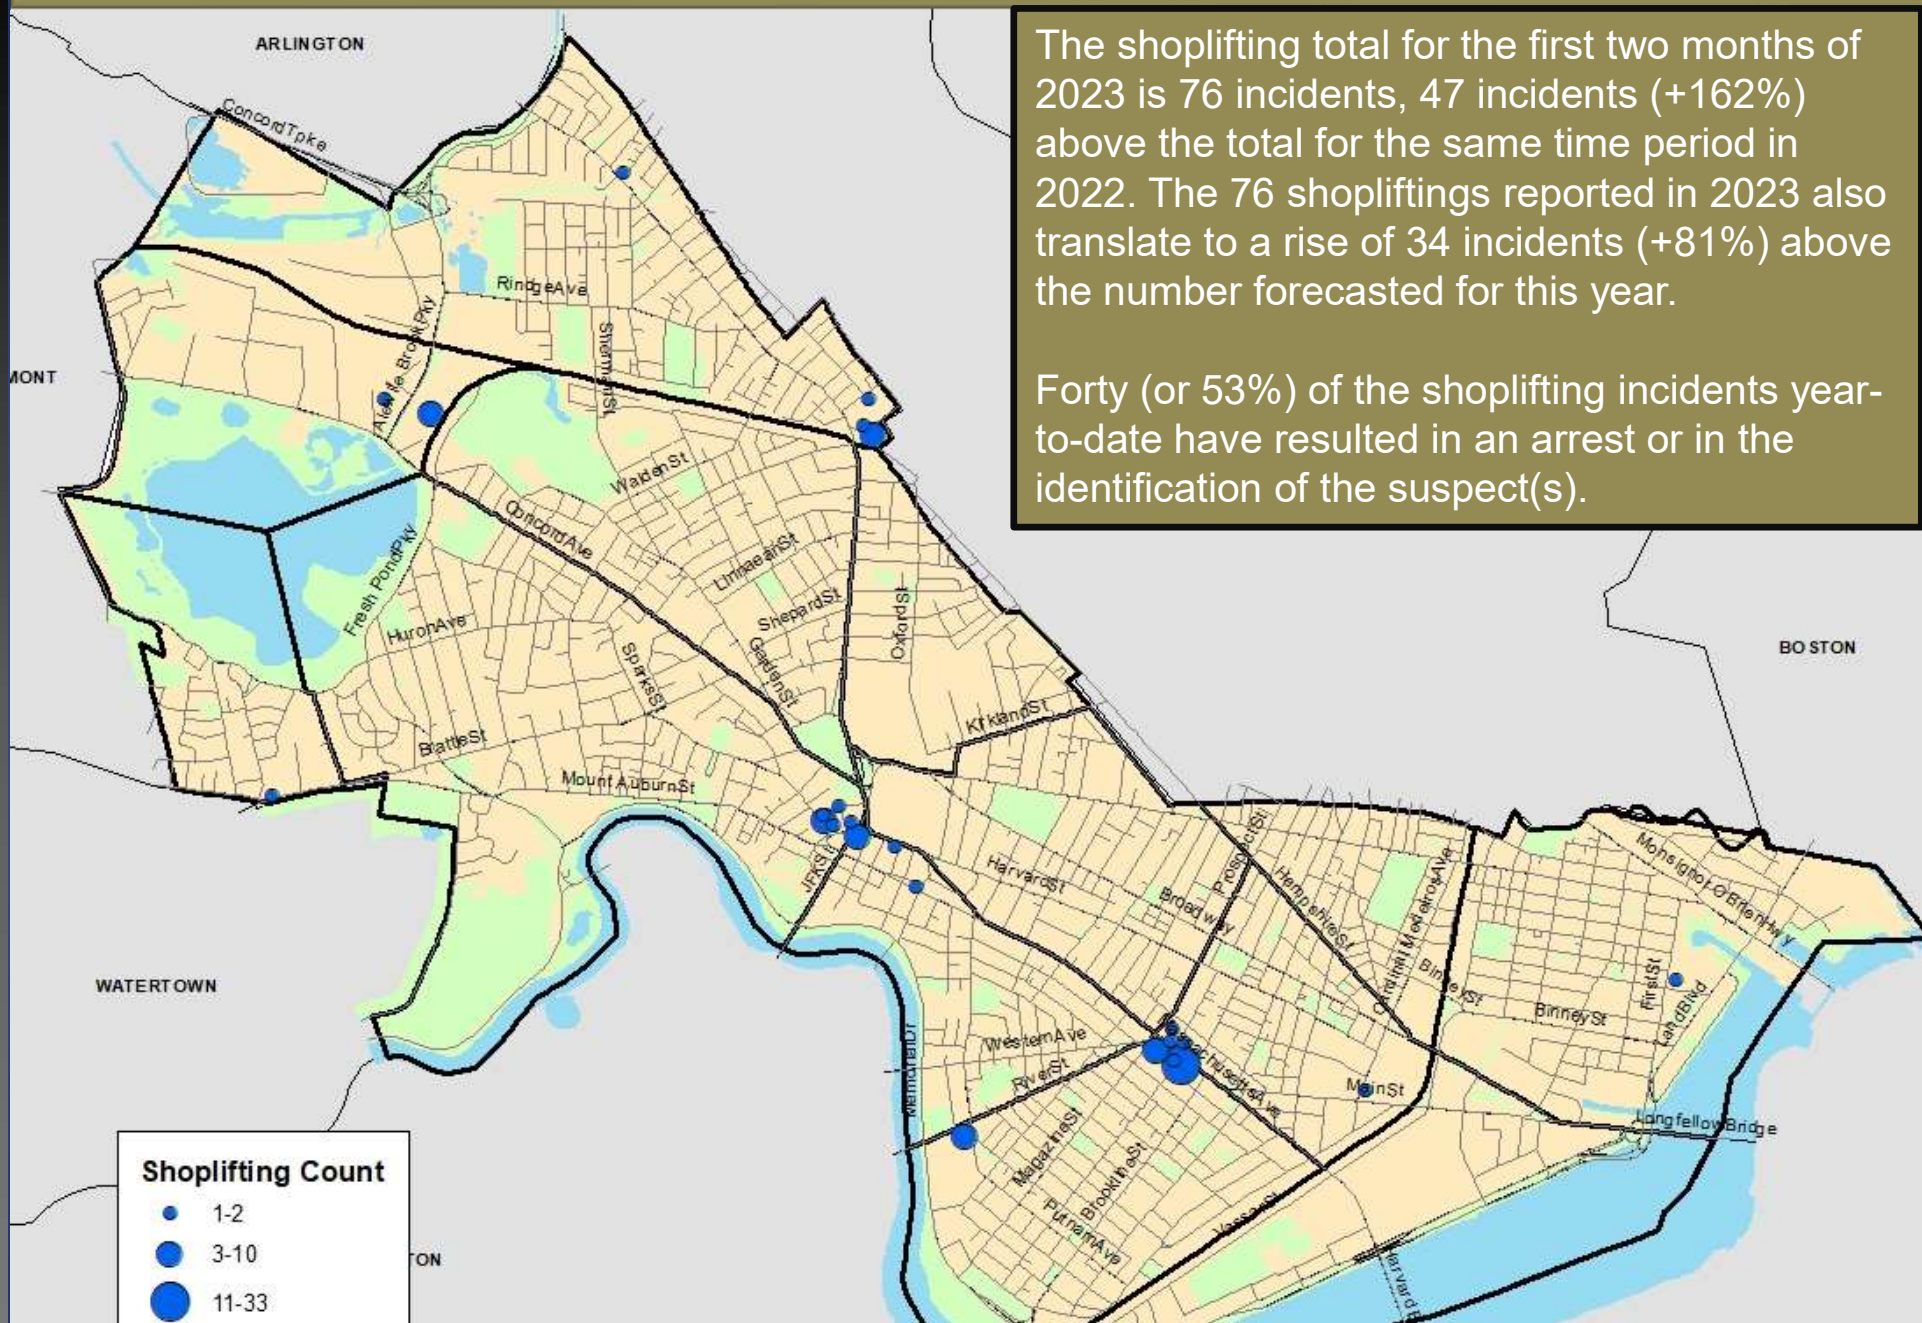 The shoplifting total for the first two months of
2023 is 76 incidents, 47 incidents (+162%)
above the total for the same time period in
2022. The 76 shopliftings reported in 2023 also
translate to a rise of 34 incidents (+81%) above
the number forecasted for this year.
Forty (or 53%) of the shoplifting incidents year-
to-date have resulted in an arrest or in the
identification of the suspect(s).
ARLINGTON
Concord Tpke
Rindge Ave
Sherman St
MONT
Alewife Brook Pky
Walden St
Concord Ave
Linnaean St
Fresh Pond Pky
Shepard St
Oxford St
Huron Ave
Garden St
Sparks St
BOSTON
Kirkland St
Brattle St
Mount Auburn St
JFK St
Harvard St
Prospect St
Hampshire St
Broadway
Cardinal Medeiros Ave
Monsignor O'Brien Hwy
Binney St
Binney St
First St
Land Blvd
WATERTOWN
Memorial Dr
Western Ave
River St
Massachusetts Ave
Main St
Longfellow Bridge
Magazine St
Brookline St
Putnam Ave
Vassar St
Harvard B
TON
Shoplifting Count
1-2
3-10
11-33